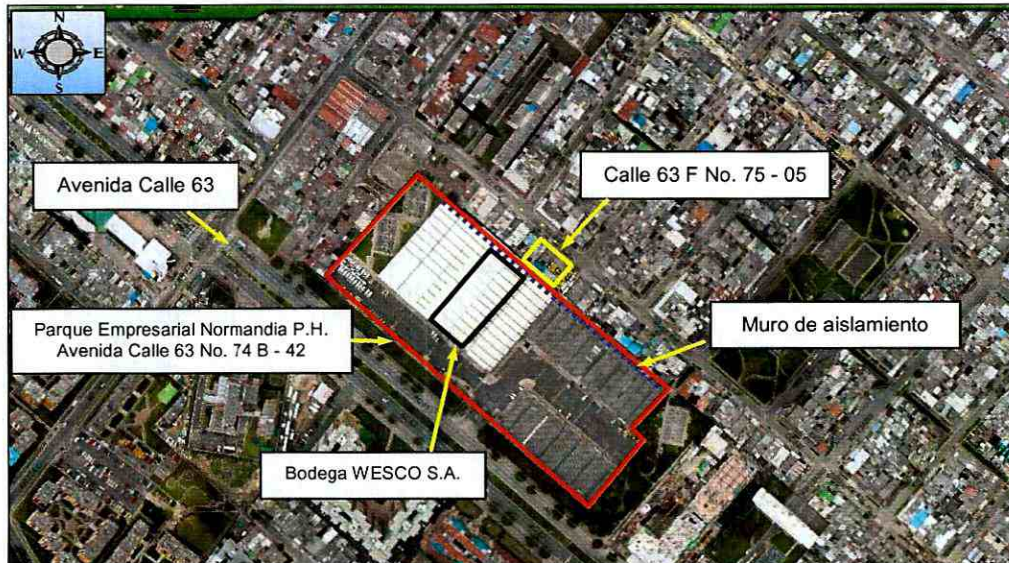 N
W
E
S
Avenida Calle 63
Calle 63 F No. 75 - 05
Parque Empresarial Normandia P.H.
Avenida Calle 63 No. 74 B - 42
Muro de aislamiento
Bodega WESCO S.A.